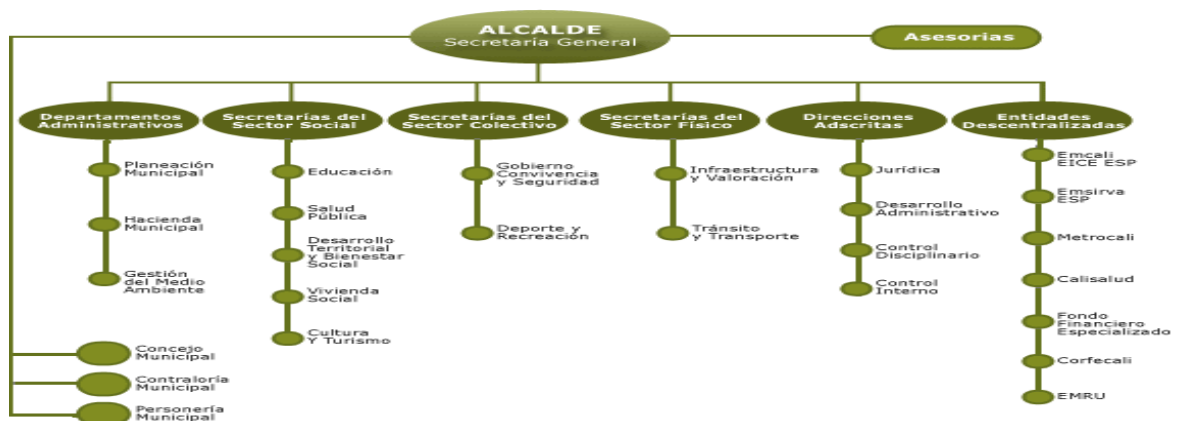 ALCALDE
Secretaría General
Asesorias
Departamentos
Administrativos
Planeación
Municipal
Hacienda
Municipal
Gestión
del Medio
Ambiente
Secretarías del
Sector Social
Educación
Salud
Pública
Desarrollo
Territorial
y Bienestar
Social
Vivienda
Social
Cultura
Y Turismo
Secretarías del
Sector Colectivo
Gobierno
Convivencia
y Seguridad
Deporte y
Recreación
Secretarías del
Sector Físico
Infraestructura
y Valoración
Tránsito
y Transporte
Direcciones
Adscritas
Jurídica
Desarrollo
Administrativo
Control
Disciplinario
Control
Interno
Entidades
Descentralizadas
Emcali
EICE ESP
Emsirva
ESP
Metrocali
Calisalud
Fondo
Financiero
Especializado
Corfecali
EMRU
Concejo
Municipal
Contraloría
Municipal
Personería
Municipal